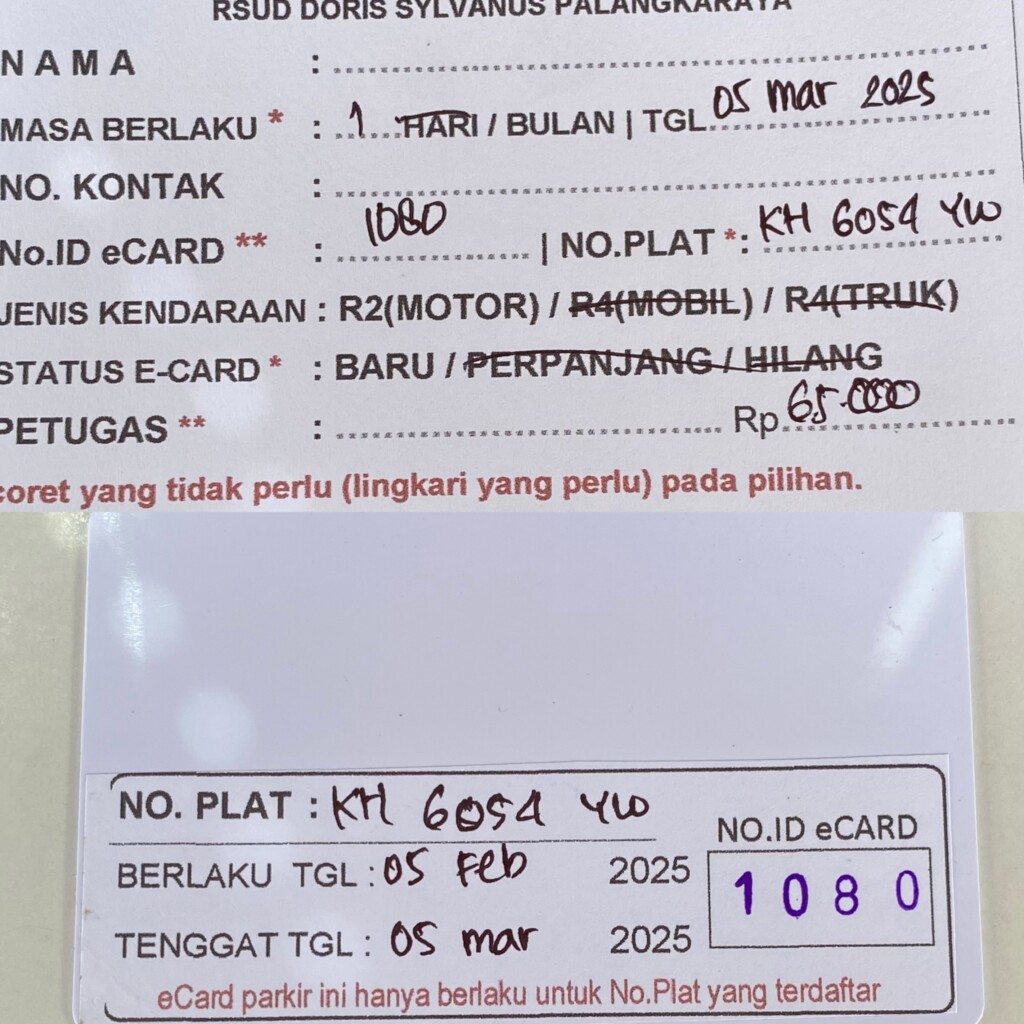 RSUD DORIS SYLVANUS PALANGKARAYA
NAMA :
MASA BERLAKU * : 1 HARI / BULAN | TGL 05 Mar 2025
NO. KONTAK :
No.ID eCARD ** : 1080 | NO.PLAT *: KH 6054 YW
JENIS KENDARAAN : R2(MOTOR) / R4(MOBIL) / R4(TRUK)
STATUS E-CARD * : BARU / PERPANJANG / HILANG
PETUGAS ** : Rp 65.000
coret yang tidak perlu (lingkari yang perlu) pada pilihan.
NO. PLAT : KH 6054 YW
NO.ID eCARD
BERLAKU TGL : 05 Feb 2025
1080
TENGGAT TGL : 05 mar 2025
eCard parkir ini hanya berlaku untuk No.Plat yang terdaftar